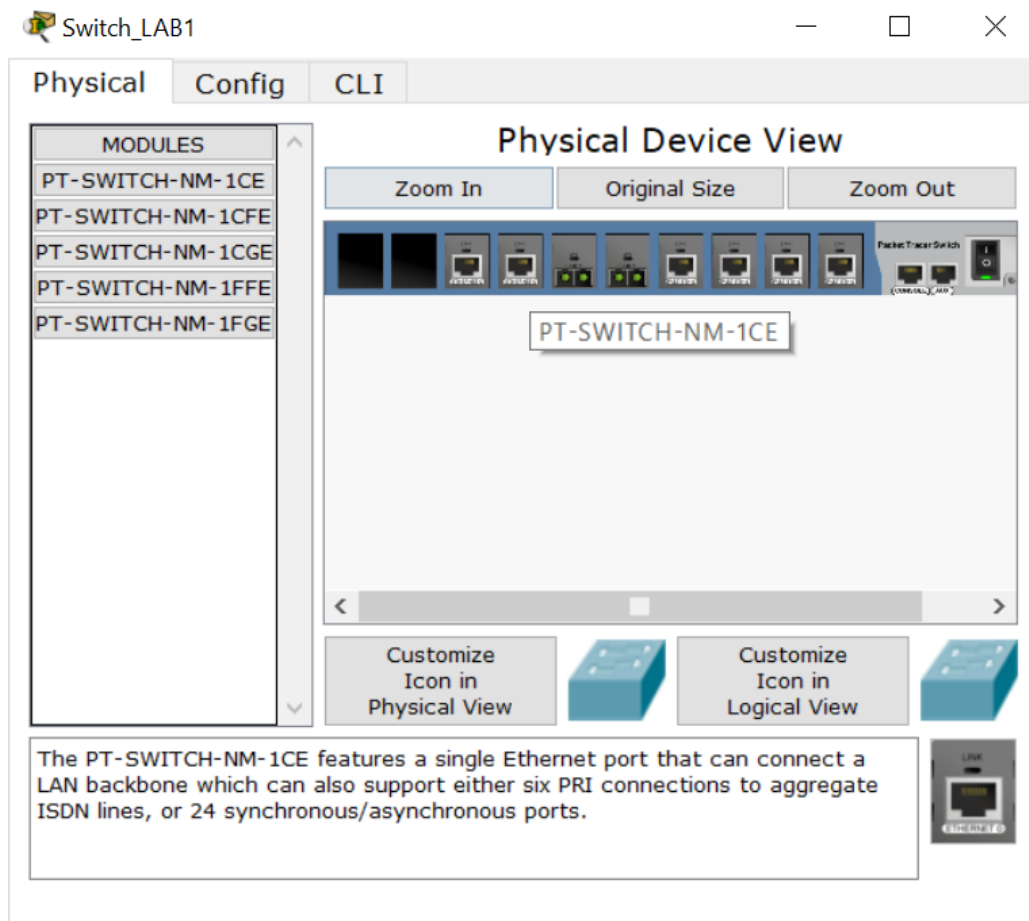 Switch_LAB1
Physical
Config
CLI
MODULES
PT-SWITCH-NM-1CE
PT-SWITCH-NM-1CFE
PT-SWITCH-NM-1CGE
PT-SWITCH-NM-1FFE
PT-SWITCH-NM-1FGE
Physical Device View
Zoom In
Original Size
Zoom Out
Packet Tracer Switch
CONSOLE
AUX
PT-SWITCH-NM-1CE
Customize
Icon in
Physical View
Customize
Icon in
Logical View
The PT-SWITCH-NM-1CE features a single Ethernet port that can connect a
LAN backbone which can also support either six PRI connections to aggregate
ISDN lines, or 24 synchronous/asynchronous ports.
LINK